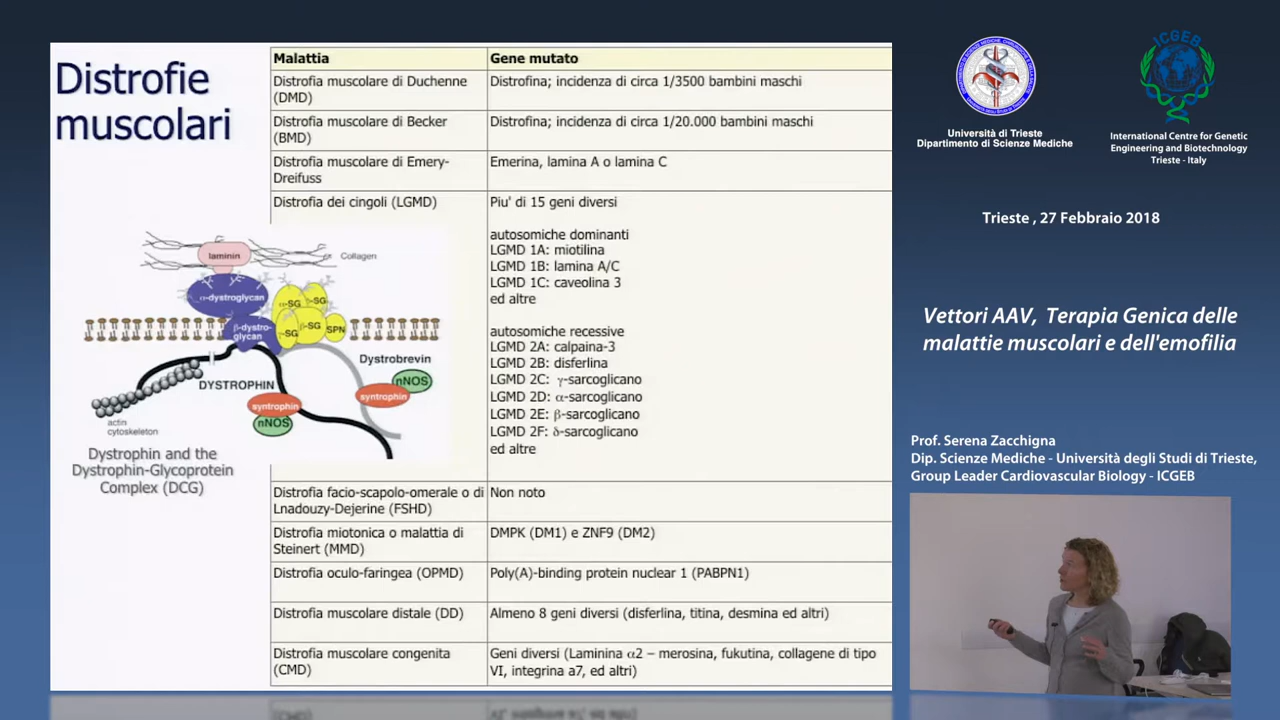 Distrofie
muscolari
Malattia
Gene mutato
Distrofia muscolare di Duchenne
(DMD)
Distrofina; incidenza di circa 1/3500 bambini maschi
Distrofia muscolare di Becker
(BMD)
Distrofina; incidenza di circa 1/20.000 bambini maschi
Distrofia muscolare di Emery-
Dreifuss
Emerina, lamina A o lamina C
Distrofia dei cingoli (LGMD)
Piu' di 15 geni diversi
autosomiche dominanti
LGMD 1A: miotilina
LGMD 1B: lamina A/C
LGMD 1C: caveolina 3
ed altre
autosomiche recessive
LGMD 2A: calpaina-3
LGMD 2B: disferlina
LGMD 2C: γ-sarcoglicano
LGMD 2D: α-sarcoglicano
LGMD 2E: β-sarcoglicano
LGMD 2F: δ-sarcoglicano
ed altre
laminin
Collagen
α-dystroglycan
α-SG
-SG
β-dystro-
glycan
-SG
β-SG
SPN
Dystrobrevin
DYSTROPHIN
nNOS
syntrophin
syntrophin
nNOS
actin
cytoskeleton
Dystrophin and the
Dystrophin-Glycoprotein
Complex (DCG)
Distrofia facio-scapolo-omerale o di
Lnadouzy-Dejerine (FSHD)
Non noto
Distrofia miotonica o malattia di
Steinert (MMD)
DMPK (DM1) e ZNF9 (DM2)
Distrofia oculo-faringea (OPMD)
Poly(A)-binding protein nuclear 1 (PABPN1)
Distrofia muscolare distale (DD)
Almeno 8 geni diversi (disferlina, titina, desmina ed altri)
Distrofia muscolare congenita
(CMD)
Geni diversi (Laminina α2 – merosina, fukutina, collagene di tipo
VI, integrina a7, ed altri)
Università di Trieste
Dipartimento di Scienze Mediche
ICGEB
International Centre for Genetic
Engineering and Biotechnology
Trieste - Italy
Trieste , 27 Febbraio 2018
Vettori AAV, Terapia Genica delle
malattie muscolari e dell'emofilia
Prof. Serena Zacchigna
Dip. Scienze Mediche - Università degli Studi di Trieste,
Group Leader Cardiovascular Biology - ICGEB